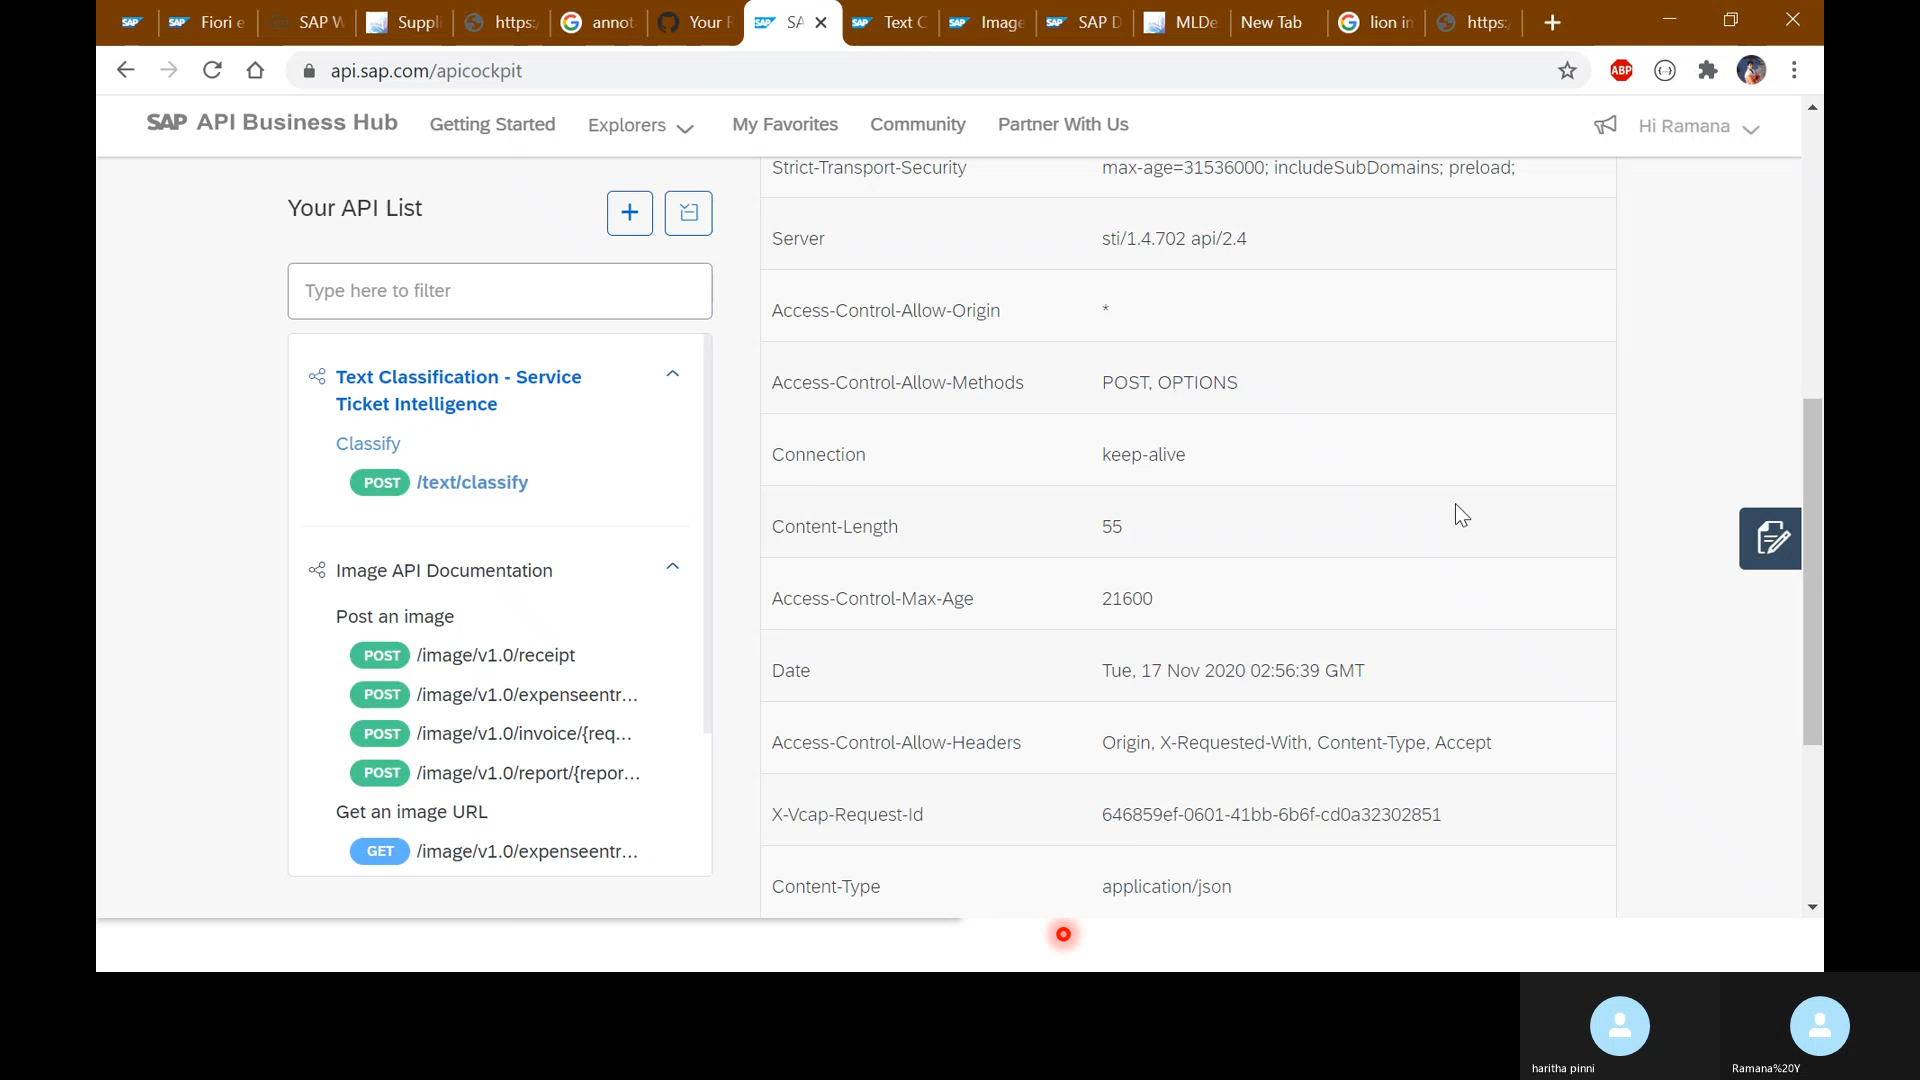 Fiori e
SAP W
Suppli
https:
annot
Your
SA
Text C
Image
SAP D
MLDe
New Tab
lion in
https:
api.sap.com/apicockpit
ABP
SAP API Business Hub
Getting Started
Explorers
My Favorites
Community
Partner With Us
Hi Ramana
Your API List
Type here to filter
Text Classification - Service
Ticket Intelligence
Classify
POST /text/classify
Image API Documentation
Post an image
POST /image/v1.0/receipt
POST /image/v1.0/expenseentr...
POST /image/v1.0/invoice/{req...
POST /image/v1.0/report/{repor...
Get an image URL
GET /image/v1.0/expenseentr...
Strict-Transport-Security max-age=31536000; includeSubDomains; preload;
Server sti/1.4.702 api/2.4
Access-Control-Allow-Origin *
Access-Control-Allow-Methods POST, OPTIONS
Connection keep-alive
Content-Length 55
Access-Control-Max-Age 21600
Date Tue, 17 Nov 2020 02:56:39 GMT
Access-Control-Allow-Headers Origin, X-Requested-With, Content-Type, Accept
X-Vcap-Request-Id 646859ef-0601-41bb-6b6f-cd0a32302851
Content-Type application/json
haritha pinni
Ramana%20Y